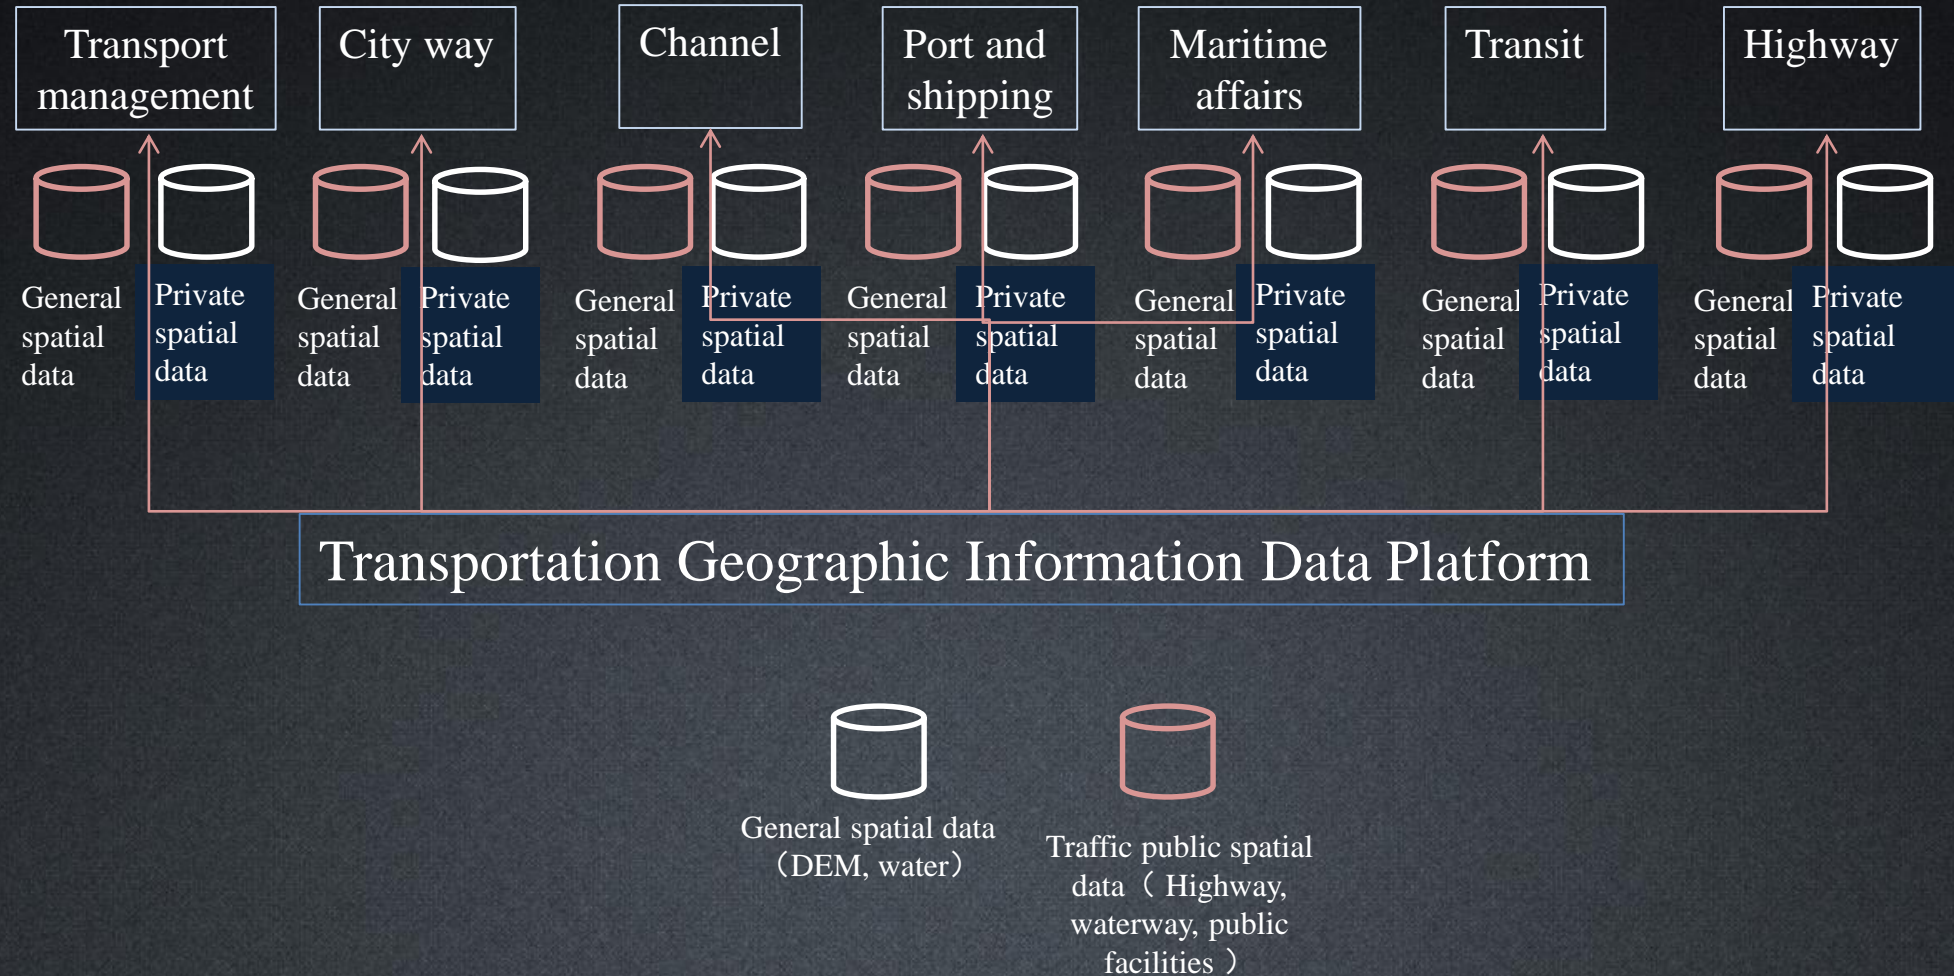 Transport
management
City way
Channel
Port and
shipping
Maritime
affairs
Transit
Highway
General
spatial
data
Private
spatial
data
General
spatial
data
Private
spatial
data
General
spatial
data
Private
spatial
data
General
spatial
data
Private
spatial
data
General
spatial
data
Private
spatial
data
General
spatial
data
Private
spatial
data
General
spatial
data
Private
spatial
data
Transportation Geographic Information Data Platform
General spatial data
（DEM, water）
Traffic public spatial
data（ Highway,
waterway, public
facilities ）